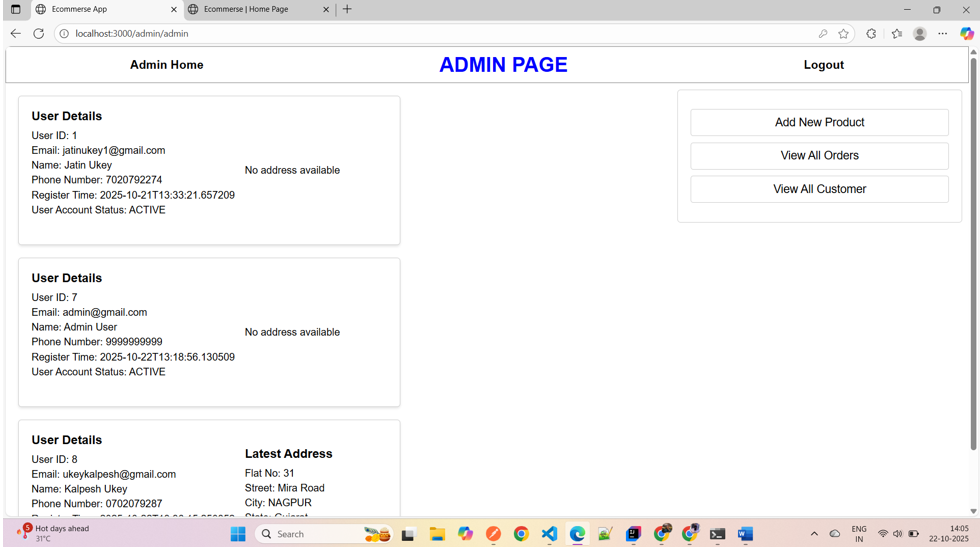 Ecommerse App
Ecommerse | Home Page
localhost:3000/admin/admin
Admin Home
ADMIN PAGE
Logout
User Details
User ID: 1
Email: jatinukey1@gmail.com
Name: Jatin Ukey
Phone Number: 7020792274
Register Time: 2025-10-21T13:33:21.657209
User Account Status: ACTIVE
No address available
Add New Product
View All Orders
View All Customer
User Details
User ID: 7
Email: admin@gmail.com
Name: Admin User
Phone Number: 9999999999
Register Time: 2025-10-22T13:18:56.130509
User Account Status: ACTIVE
No address available
User Details
User ID: 8
Email: ukeykalpesh@gmail.com
Name: Kalpesh Ukey
Phone Number: 0702079287
Latest Address
Flat No: 31
Street: Mira Road
City: NAGPUR
State: Gujarat
5
Hot days ahead
31°C
Search
ENG
IN
14:05
22-10-2025